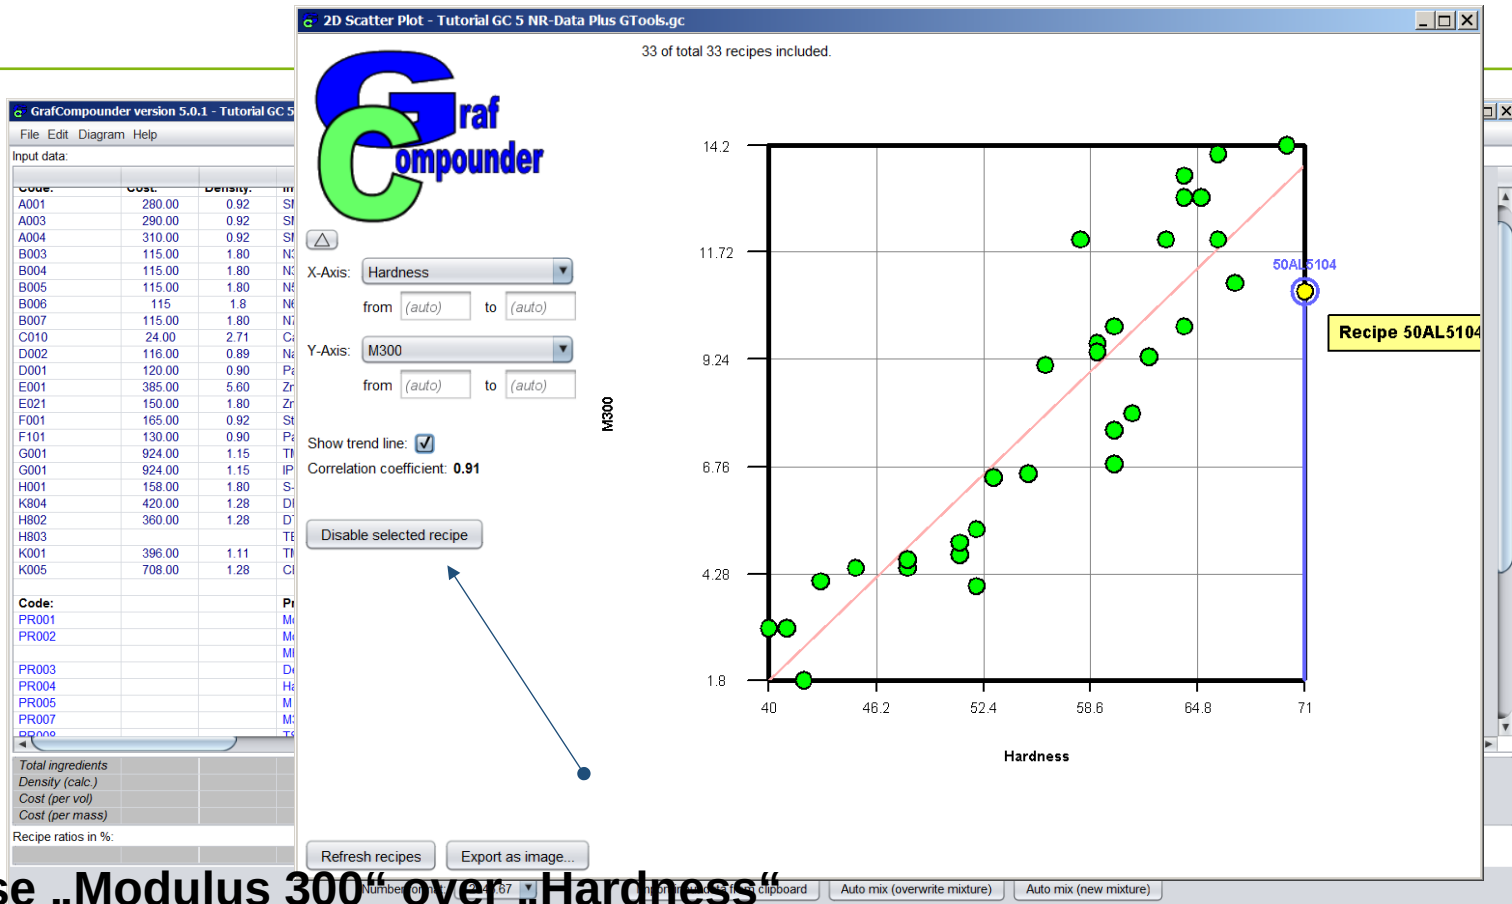 2D Scatter Plot - Tutorial GC 5 NR-Data Plus GTools.gc
33 of total 33 recipes included.
Graf
Compounder
X-Axis: Hardness
from (auto) to (auto)
Y-Axis: M300
from (auto) to (auto)
Show trend line:
Correlation coefficient: 0.91
Disable selected recipe
Refresh recipes Export as image...
14.2
11.72
9.24
6.76
4.28
1.8
40 46.2 52.4 58.6 64.8 71
M300
Hardness
50AL5104
Recipe 50AL5104
GrafCompounder version 5.0.1 - Tutorial GC 5
File Edit Diagram Help
Input data:
Code: Cost: Density:
A001 280.00 0.92
A003 290.00 0.92
A004 310.00 0.92
B003 115.00 1.80
B004 115.00 1.80
B005 115.00 1.80
B006 115 1.8
B007 115.00 1.80
C010 24.00 2.71
D002 116.00 0.89
D001 120.00 0.90
E001 385.00 5.60
E021 150.00 1.80
F001 165.00 0.92
F101 130.00 0.90
G001 924.00 1.15
G001 924.00 1.15
H001 158.00 1.80
K804 420.00 1.28
H802 360.00 1.28
H803
K001 396.00 1.11
K005 708.00 1.28
Code:
PR001
PR002
PR003
PR004
PR005
PR007
PR008
Total ingredients
Density (calc.)
Cost (per vol)
Cost (per mass)
Recipe ratios in %:
Auto mix (overwrite mixture) Auto mix (new mixture)
se „Modulus 300“ over „Hardness“